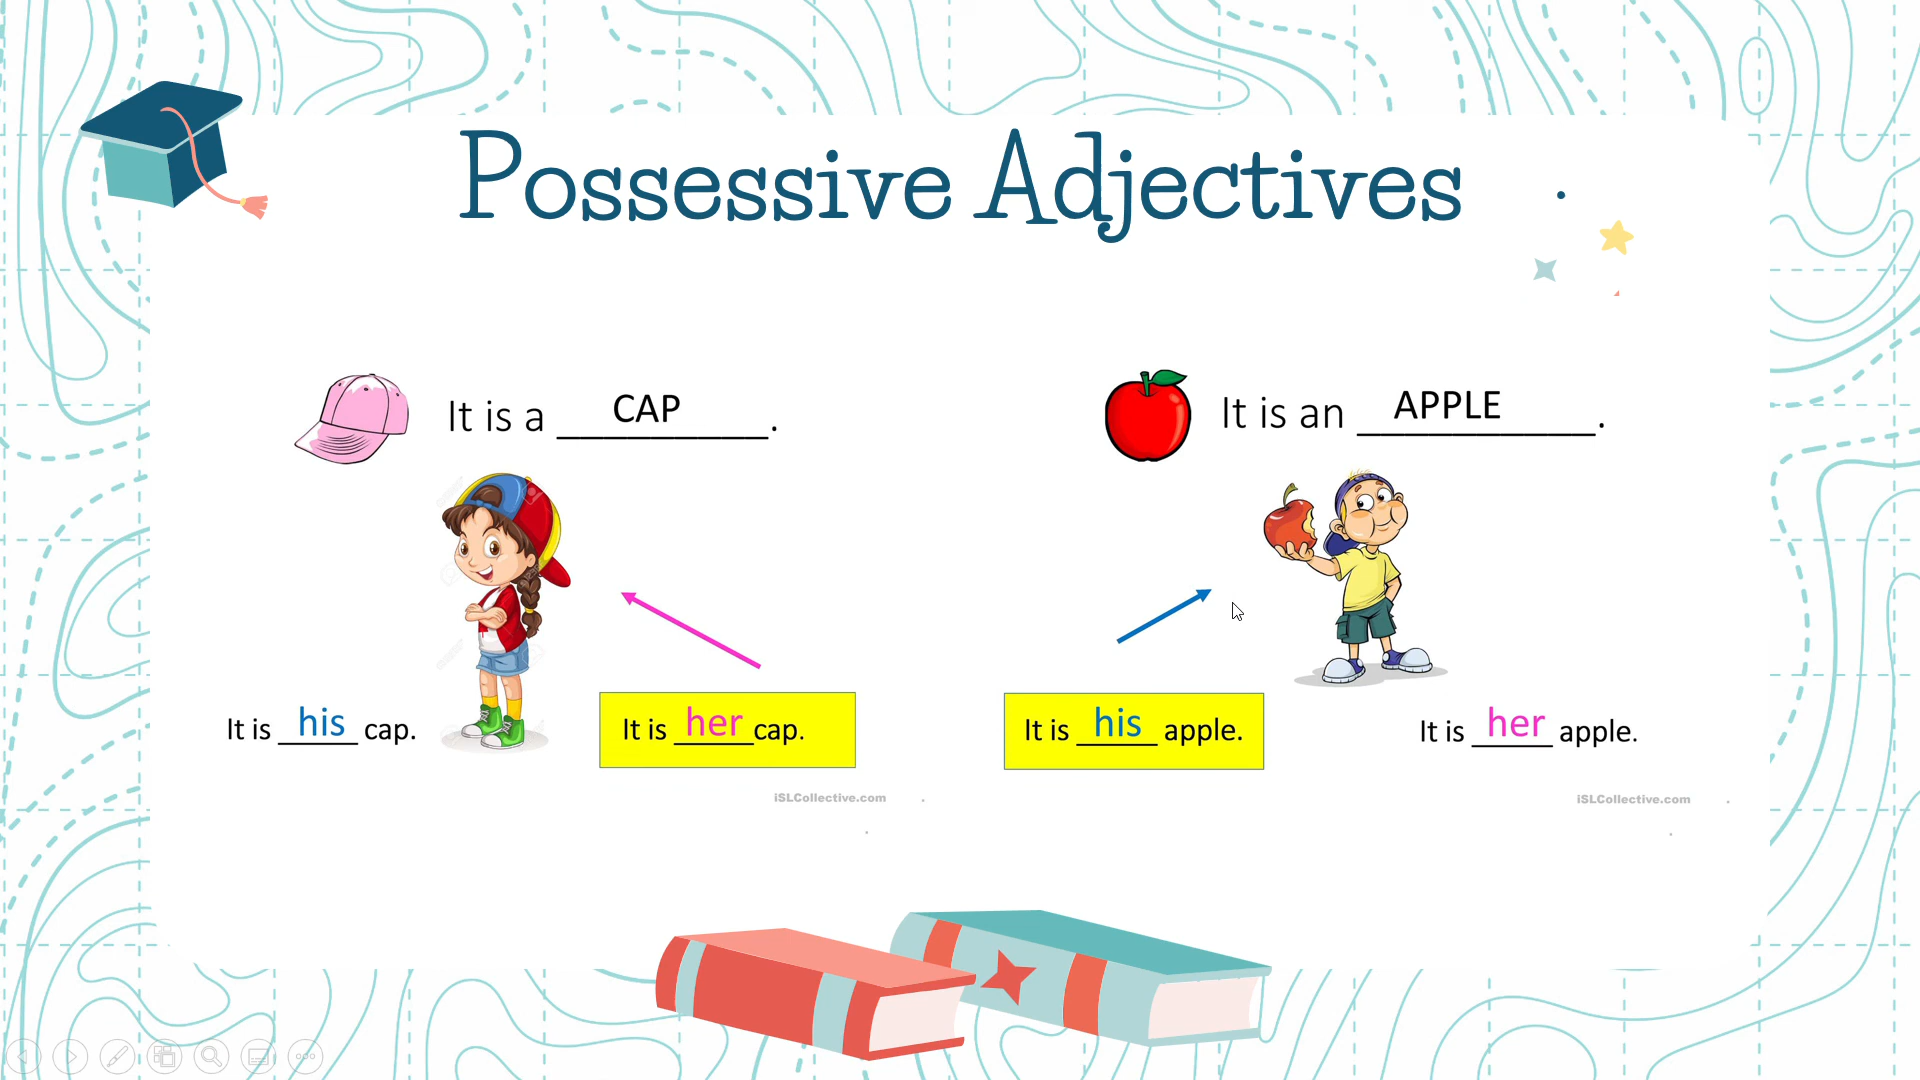 Possessive Adjectives
It is a CAP.
It is an APPLE.
It is his cap.
It is her cap.
It is his apple.
It is her apple.
iSLCollective.com
iSLCollective.com